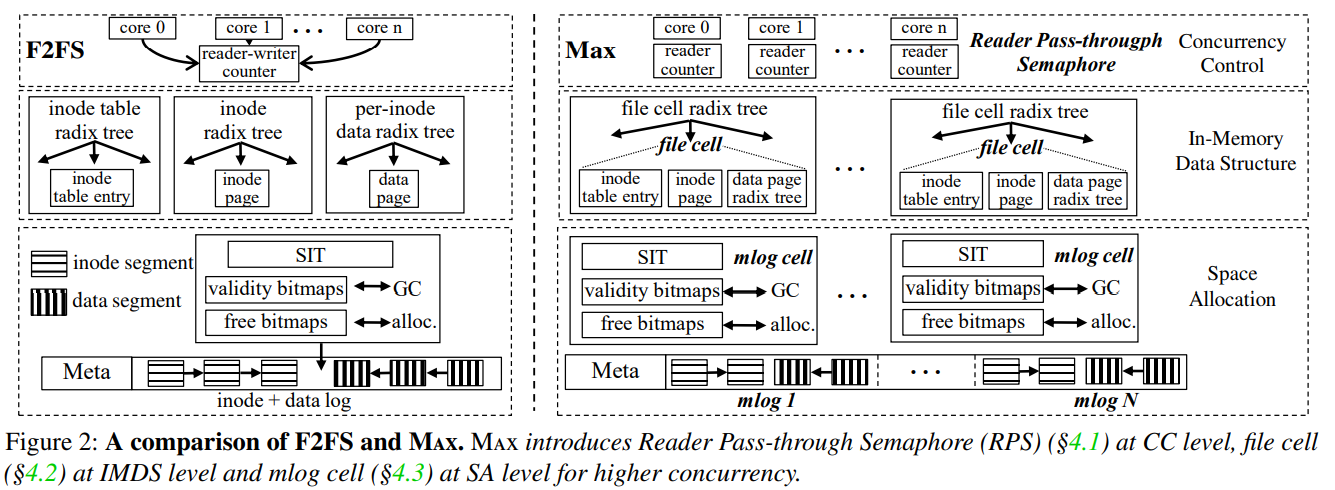 F2FS
core 0
core 1
• • •
core n
reader-writer
counter
inode table
radix tree
inode
table entry
inode
radix tree
inode
page
per-inode
data radix tree
data
page
inode segment
data segment
SIT
validity bitmaps
GC
free bitmaps
alloc.
Meta
inode + data log
Max
core 0
reader
counter
core 1
reader
counter
• • •
core n
reader
counter
Reader Pass-througph
Semaphore
Concurrency
Control
file cell radix tree
file cell
inode
table entry
inode
page
data page
radix tree
• • •
file cell radix tree
file cell
inode
table entry
inode
page
data page
radix tree
In-Memory
Data Structure
SIT
mlog cell
validity bitmaps
GC
free bitmaps
alloc.
• • •
SIT
mlog cell
validity bitmaps
GC
free bitmaps
alloc.
Space
Allocation
Meta
• • •
mlog 1
mlog N
Figure 2: A comparison of F2FS and MAX. MAX introduces Reader Pass-through Semaphore (RPS) (§4.1) at CC level, file cell
(§4.2) at IMDS level and mlog cell (§4.3) at SA level for higher concurrency.